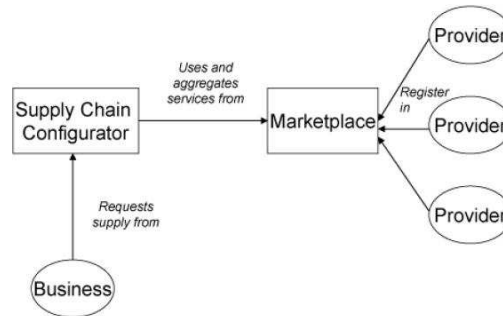 Provider
Uses and
aggregates
services from
Supply Chain
Configurator
Marketplace
Register
in
Provider
Requests
supply from
Provider
Business